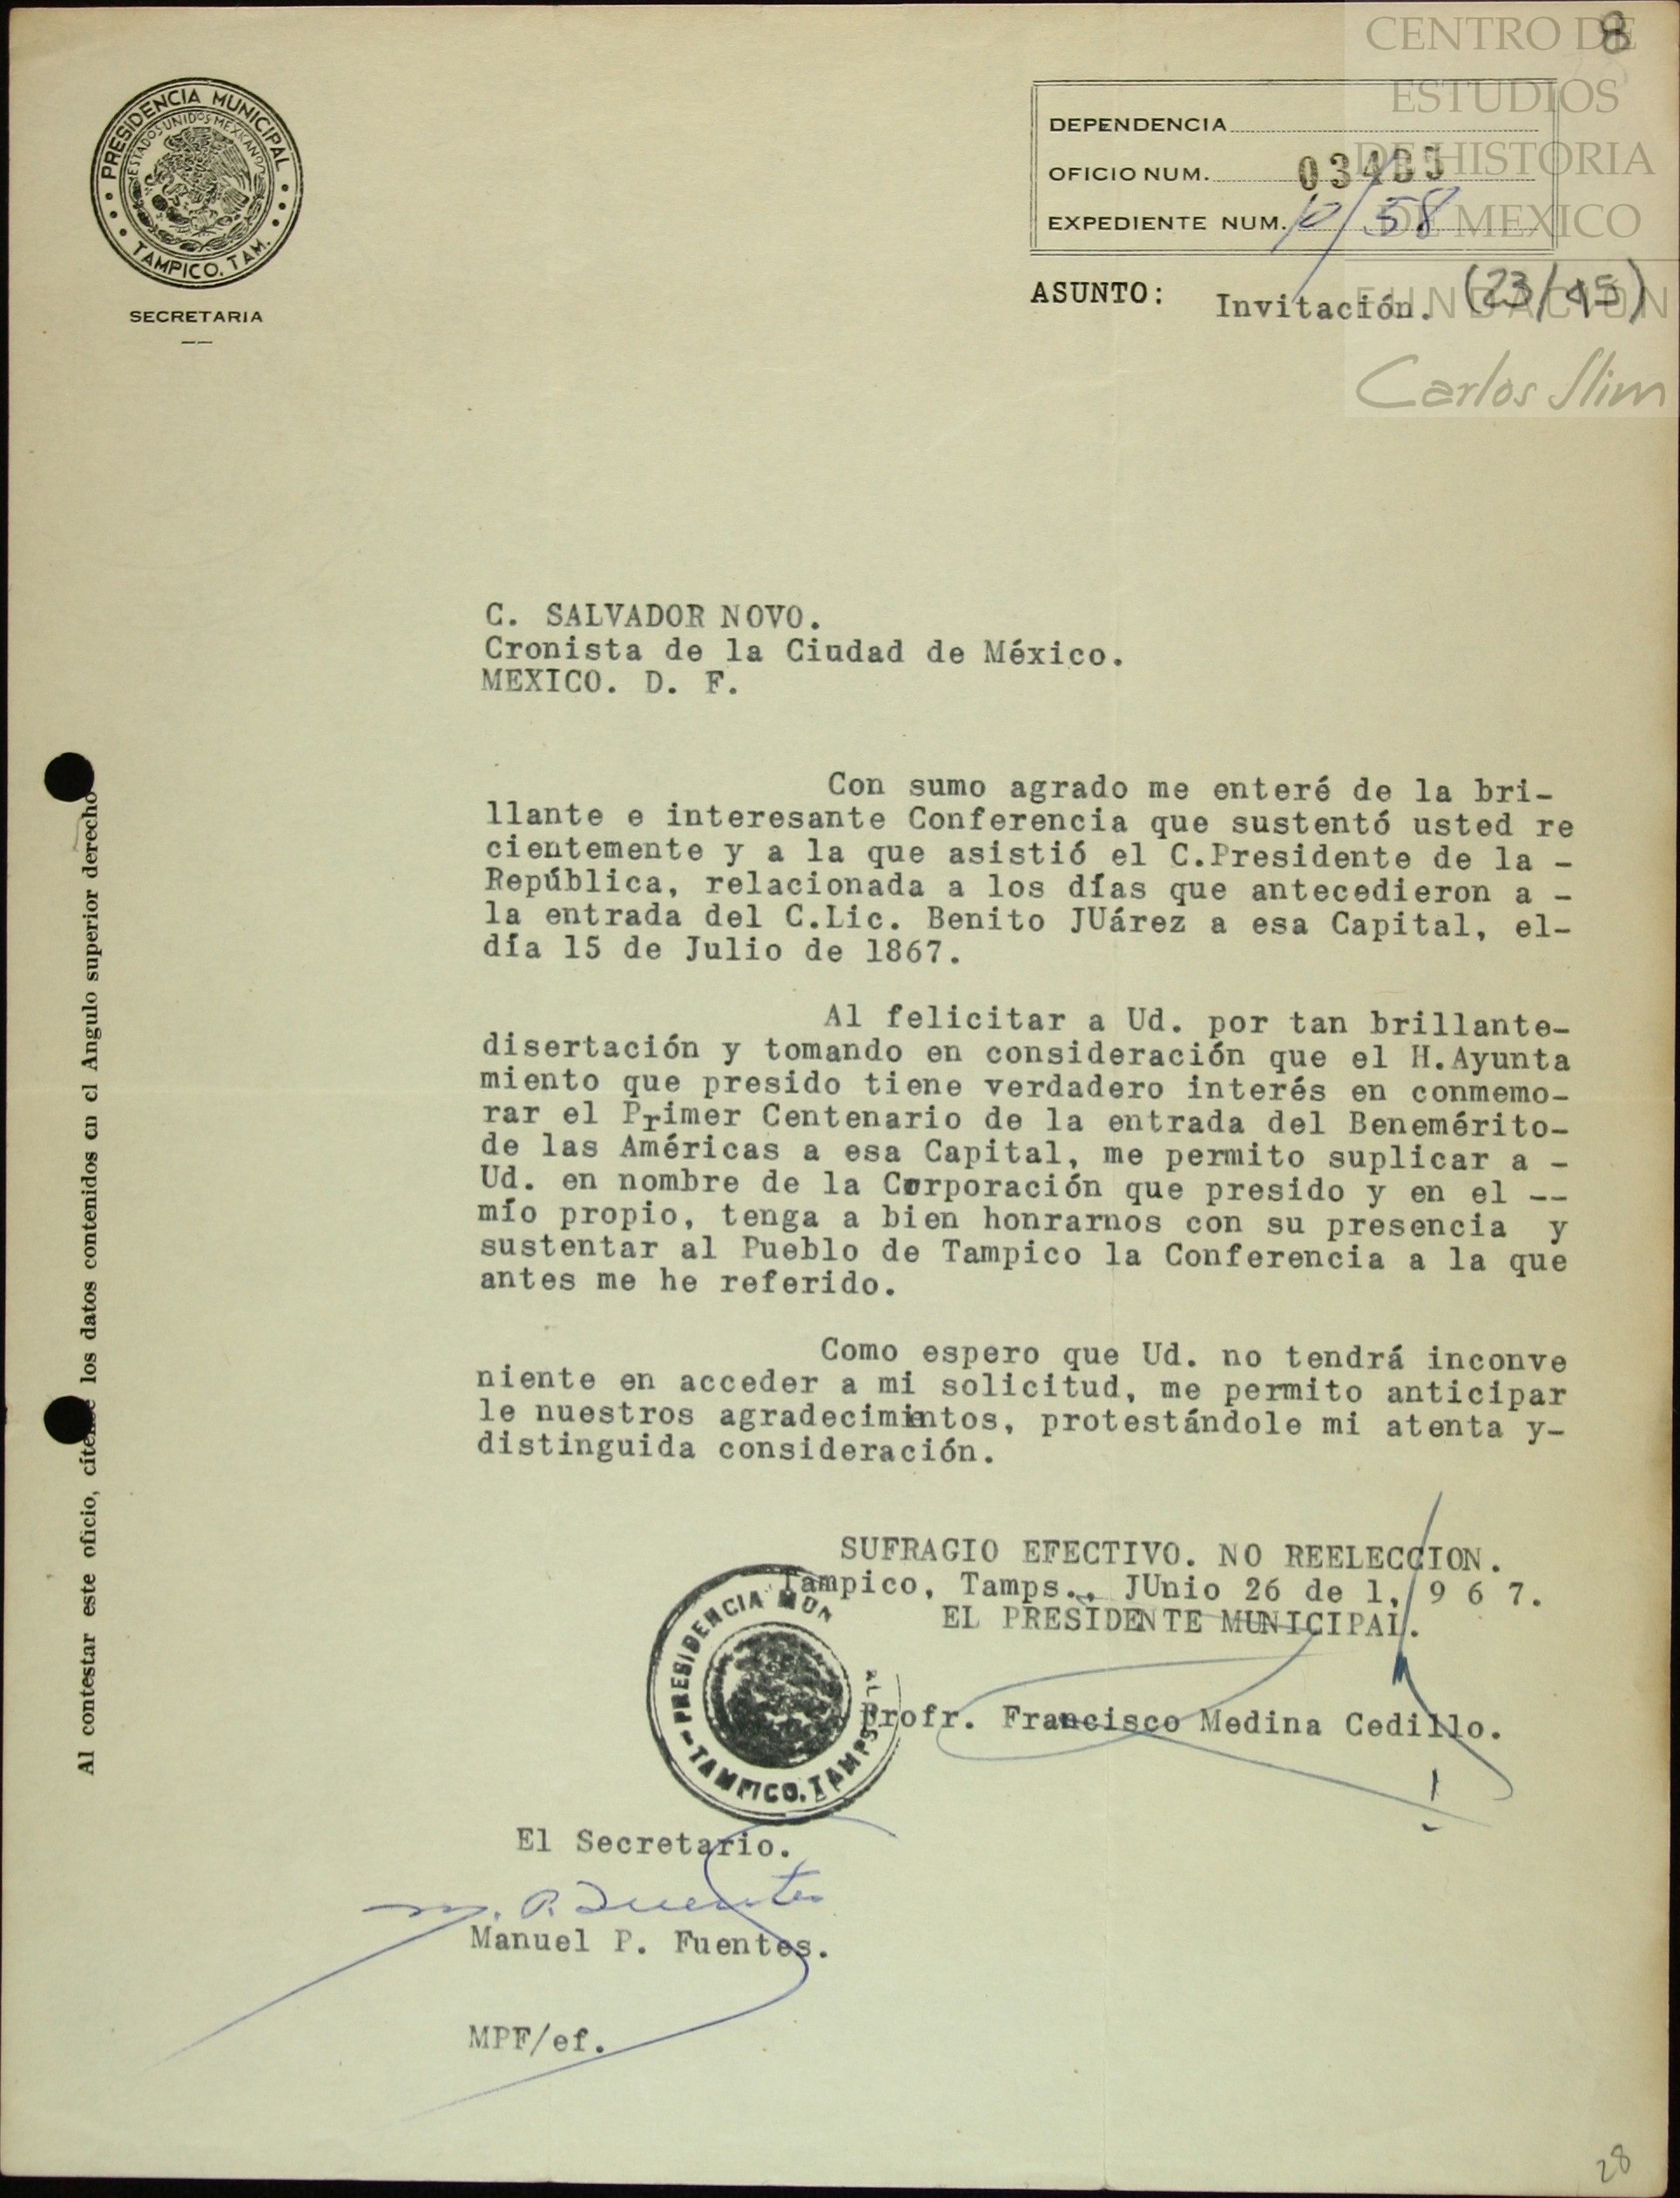 8
CENTRO DE
ESTUDIOS
DE HISTORIA
DE MEXICO
FUNDACION
Carlos Slim
PRESIDENCIA MUNICIPAL
ESTADOS UNIDOS MEXICANOS
TAMPICO, TAM.
SECRETARIA
DEPENDENCIA
OFICIO NUM.
EXPEDIENTE NUM. 10/58
ASUNTO: Invitación. (23/45)
C. SALVADOR NOVO.
Cronista de la Ciudad de México.
MEXICO. D. F.
Con sumo agrado me enteré de la bri-
llante e interesante Conferencia que sustentó usted re
cientemente y a la que asistió el C.Presidente de la -
República, relacionada a los días que antecedieron a -
la entrada del C.Lic. Benito JUárez a esa Capital, el-
día 15 de Julio de 1867.
Al felicitar a Ud. por tan brillante-
disertación y tomando en consideración que el H.Ayunta
miento que presido tiene verdadero interés en conmemo-
rar el Primer Centenario de la entrada del Benemérito-
de las Américas a esa Capital, me permito suplicar a -
Ud. en nombre de la Corporación que presido y en el --
mío propio, tenga a bien honrarnos con su presencia y
sustentar al Pueblo de Tampico la Conferencia a la que
antes me he referido.
Como espero que Ud. no tendrá inconve
niente en acceder a mi solicitud, me permito anticipar
le nuestros agradecimientos, protestándole mi atenta y-
distinguida consideración.
SUFRAGIO EFECTIVO. NO REELECCION.
Tampico, Tamps., JUnio 26 de 1,9 6 7.
EL PRESIDENTE MUNICIPAL.
Profr. Francisco Medina Cedillo.
PRESIDENCIA MUN
AL
TAMPICO, TAMPS
El Secretario.
M. P. Fuentes
Manuel P. Fuentes.
MPF/ef.
Al contestar este oficio, cítense los datos contenidos en el Angulo superior derecho
28